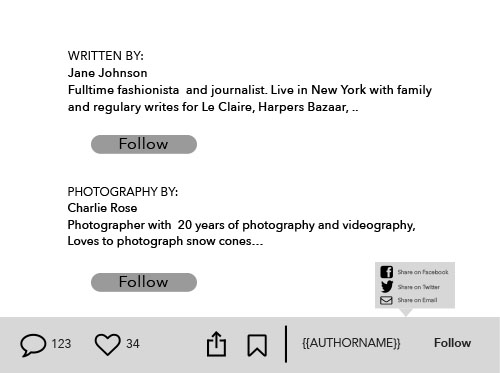 WRITTEN BY:
Jane Johnson
Fulltime fashionista and journalist. Live in New York with family
and regulary writes for Le Claire, Harpers Bazaar, ..
Follow
PHOTOGRAPHY BY:
Charlie Rose
Photographer with 20 years of photography and videography,
Loves to photograph snow cones...
Follow
Share on Facebook
Share on Twitter
Share on Email
123 34 {{AUTHORNAME}} Follow